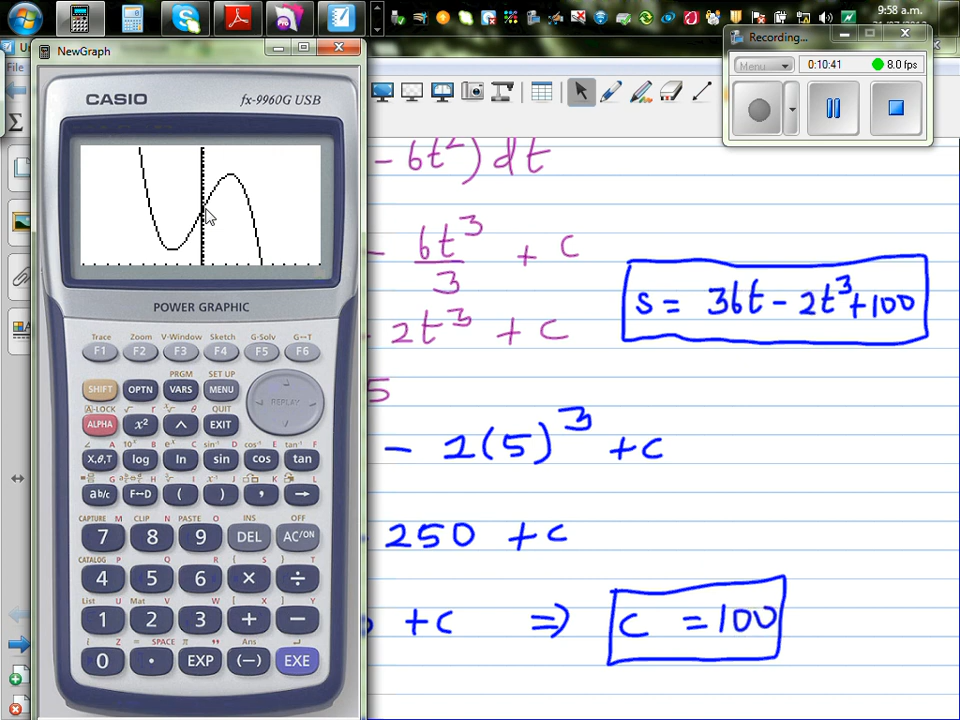 9:58 a.m.
NewGraph
Recording...
File
Menu
0:10:41
8.0 fps
CASIO
fx-9960G USB
Σ
- 6t²) dt
- 6t³/3 + C
S = 36t - 2t³ + 100
POWER GRAPHIC
2t³ + C
Trace Zoom V-Window Sketch G-Solv G↔T
F1 F2 F3 F4 F5 F6
PRGM SET UP
SHIFT OPTN VARS MENU
REPLAY
5
A-LOCK QUIT
ALPHA x² ^ EXIT
- 2(5)³ + C
X,θ,T log ln sin cos tan
ab/c F↔D ( ) , →
CAPTURE M CLIP N PASTE O INS OFF
7 8 9 DEL AC/ON
250 + C
CATALOG P Q R S T
4 5 6 × ÷
List U Mat V W X Y
1 2 3 + −
+ C ⇒ C = 100
i Z SPACE π " Ans
0 . EXP (−) EXE